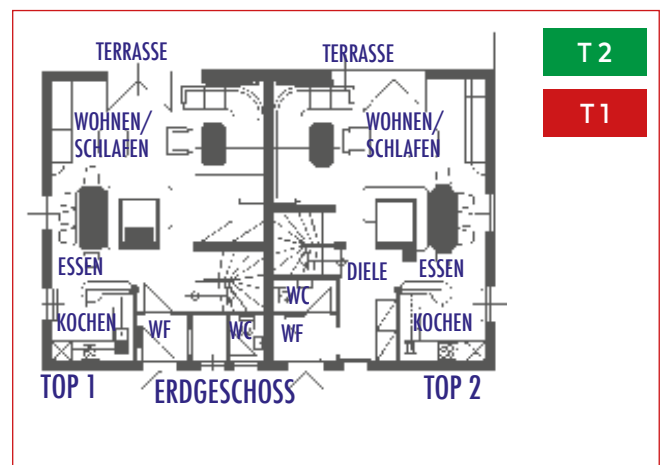 TERRASSE
TERRASSE
T 2
T 1
WOHNEN/
SCHLAFEN
WOHNEN/
SCHLAFEN
ESSEN
DIELE
ESSEN
WC
KOCHEN
WF
WC
WF
KOCHEN
TOP 1
ERDGESCHOSS
TOP 2